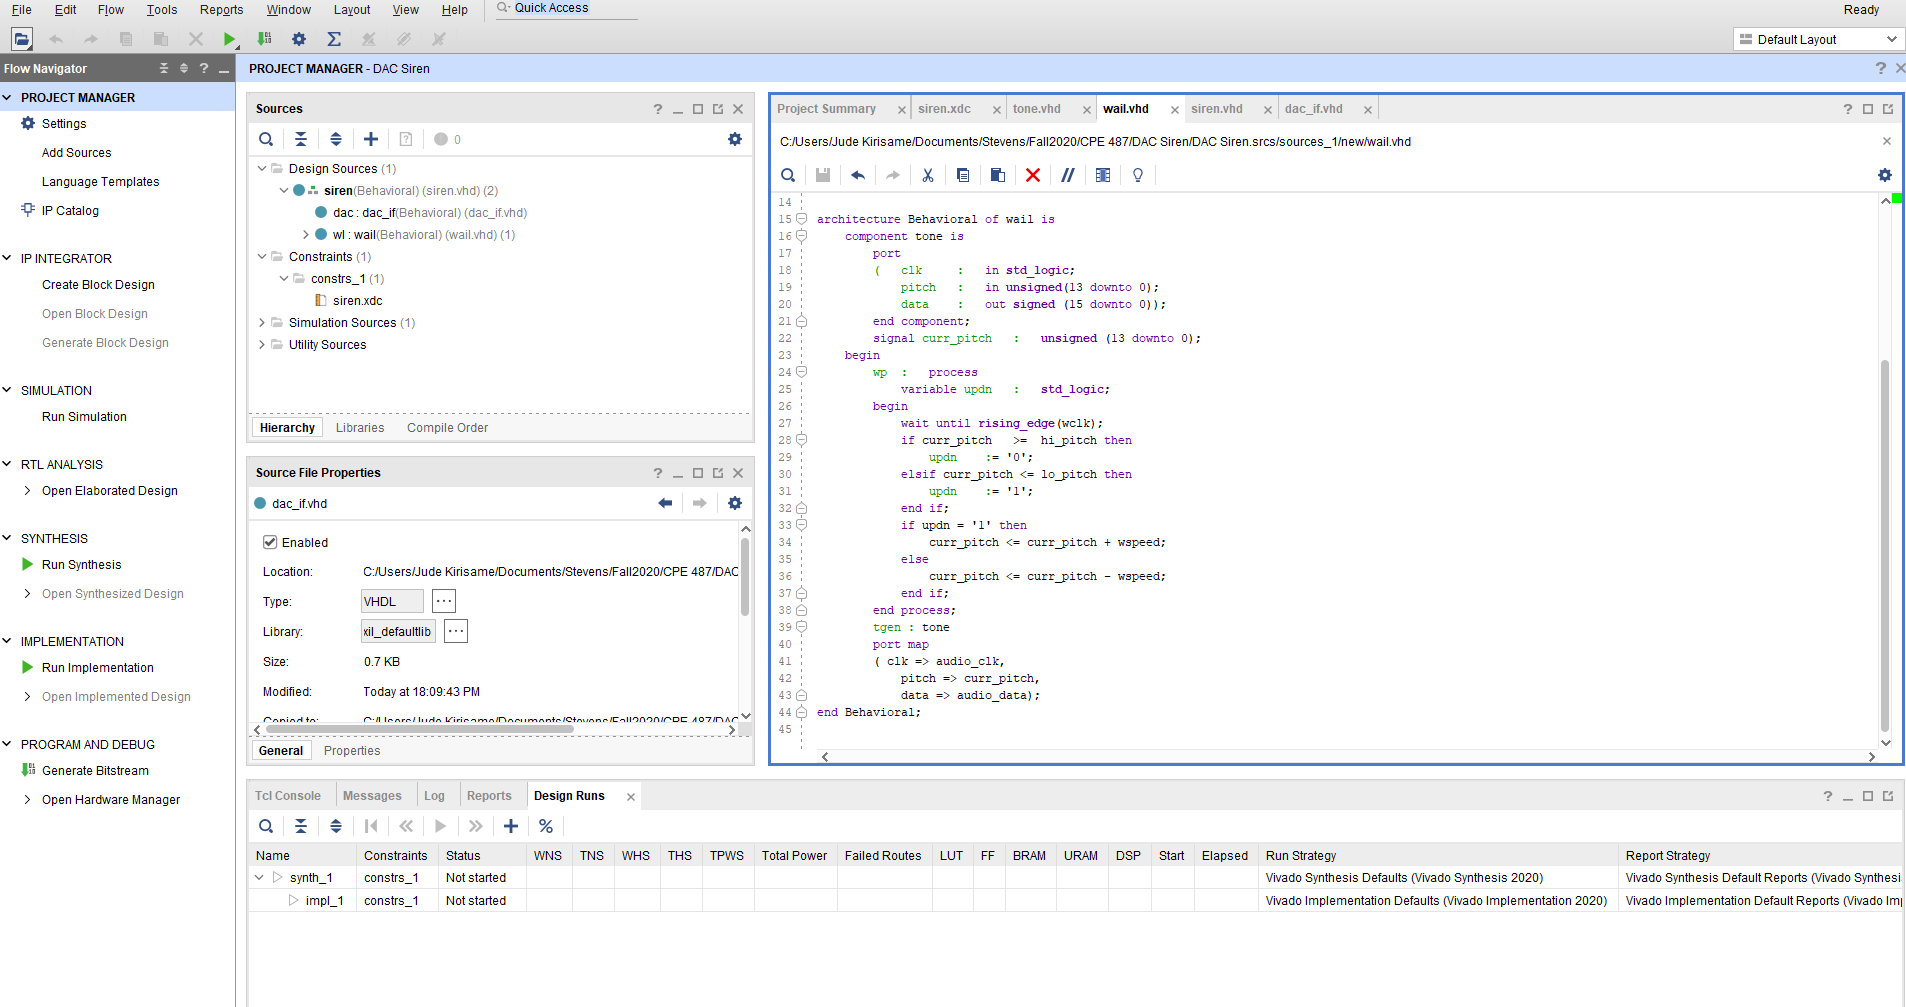 File Edit Flow Tools Reports Window Layout View Help Quick Access Ready
Default Layout
Flow Navigator
PROJECT MANAGER
Settings
Add Sources
Language Templates
IP Catalog
IP INTEGRATOR
Create Block Design
Open Block Design
Generate Block Design
SIMULATION
Run Simulation
RTL ANALYSIS
Open Elaborated Design
SYNTHESIS
Run Synthesis
Open Synthesized Design
IMPLEMENTATION
Run Implementation
Open Implemented Design
PROGRAM AND DEBUG
Generate Bitstream
Open Hardware Manager
PROJECT MANAGER - DAC Siren
Sources
0
Design Sources (1)
siren(Behavioral) (siren.vhd) (2)
dac : dac_if(Behavioral) (dac_if.vhd)
wl : wail(Behavioral) (wail.vhd) (1)
Constraints (1)
constrs_1 (1)
siren.xdc
Simulation Sources (1)
Utility Sources
Hierarchy Libraries Compile Order
Source File Properties
dac_if.vhd
Enabled
Location: C:/Users/Jude Kirisame/Documents/Stevens/Fall2020/CPE 487/DAC
Type: VHDL
Library: xil_defaultlib
Size: 0.7 KB
Modified: Today at 18:09:43 PM
Copied to: C:/Users/Jude Kirisame/Documents/Stevens/Fall2020/CPE 487/DAC
General Properties
Project Summary siren.xdc tone.vhd wail.vhd siren.vhd dac_if.vhd
C:/Users/Jude Kirisame/Documents/Stevens/Fall2020/CPE 487/DAC Siren/DAC Siren.srcs/sources_1/new/wail.vhd
14
15 architecture Behavioral of wail is
16 component tone is
17 port
18 ( clk : in std_logic;
19 pitch : in unsigned(13 downto 0);
20 data : out signed (15 downto 0));
21 end component;
22 signal curr_pitch : unsigned (13 downto 0);
23 begin
24 wp : process
25 variable updn : std_logic;
26 begin
27 wait until rising_edge(wclk);
28 if curr_pitch >= hi_pitch then
29 updn := '0';
30 elsif curr_pitch <= lo_pitch then
31 updn := '1';
32 end if;
33 if updn = '1' then
34 curr_pitch <= curr_pitch + wspeed;
35 else
36 curr_pitch <= curr_pitch - wspeed;
37 end if;
38 end process;
39 tgen : tone
40 port map
41 ( clk => audio_clk,
42 pitch => curr_pitch,
43 data => audio_data);
44 end Behavioral;
45
Tcl Console Messages Log Reports Design Runs
Name Constraints Status WNS TNS WHS THS TPWS Total Power Failed Routes LUT FF BRAM URAM DSP Start Elapsed Run Strategy Report Strategy
synth_1 constrs_1 Not started Vivado Synthesis Defaults (Vivado Synthesis 2020) Vivado Synthesis Default Reports (Vivado Synthesis
impl_1 constrs_1 Not started Vivado Implementation Defaults (Vivado Implementation 2020) Vivado Implementation Default Reports (Vivado Im